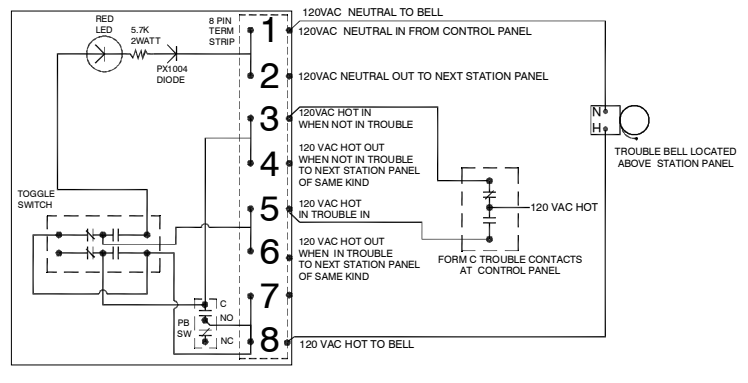 RED
LED
5.7K
2WATT
PX1004
DIODE
8 PIN
TERM
STRIP
1
2
3
4
5
6
7
8
120VAC NEUTRAL TO BELL
120VAC NEUTRAL IN FROM CONTROL PANEL
120VAC NEUTRAL OUT TO NEXT STATION PANEL
120VAC HOT IN
WHEN NOT IN TROUBLE
120 VAC HOT OUT
WHEN NOT IN TROUBLE
TO NEXT STATION PANEL
OF SAME KIND
120 VAC HOT
IN TROUBLE IN
120 VAC HOT OUT
WHEN IN TROUBLE
TO NEXT STATION PANEL
OF SAME KIND
120 VAC HOT TO BELL
N
H
TROUBLE BELL LOCATED
ABOVE STATION PANEL
120 VAC HOT
FORM C TROUBLE CONTACTS
AT CONTROL PANEL
TOGGLE
SWITCH
PB
SW
C
NO
NC